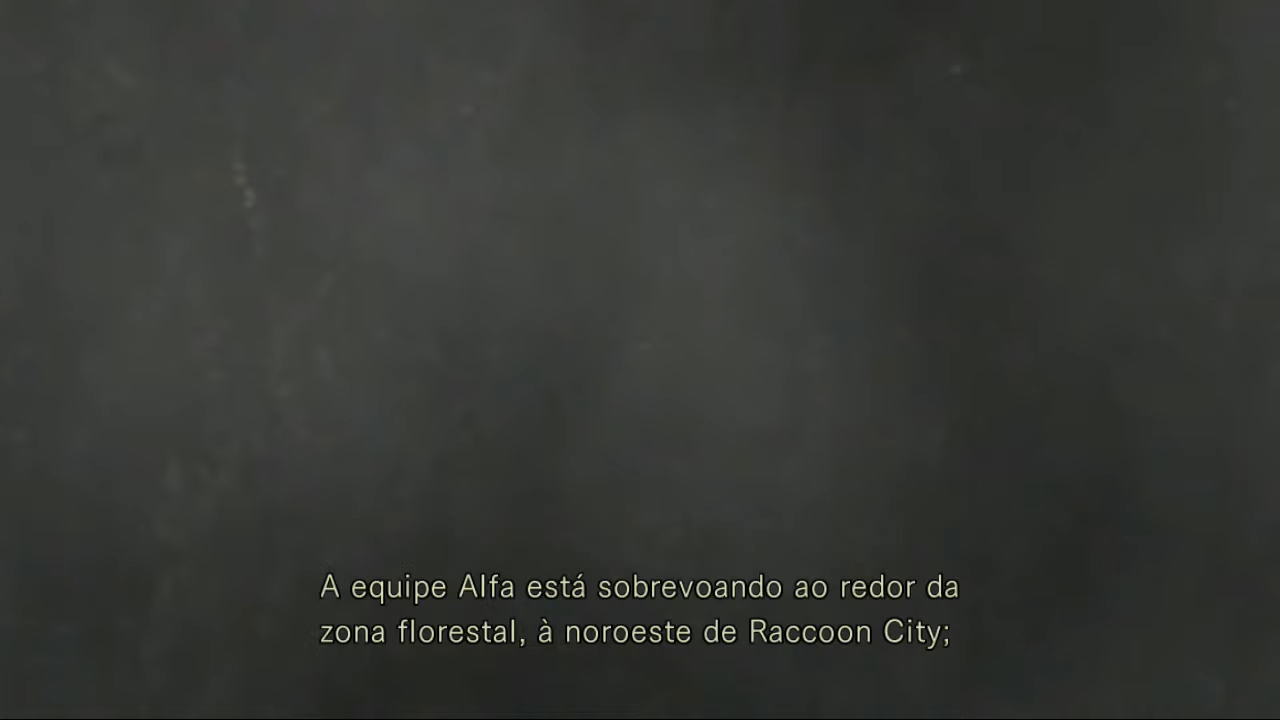 A equipe Alfa está sobrevoando ao redor da
zona florestal, à noroeste de Raccoon City;